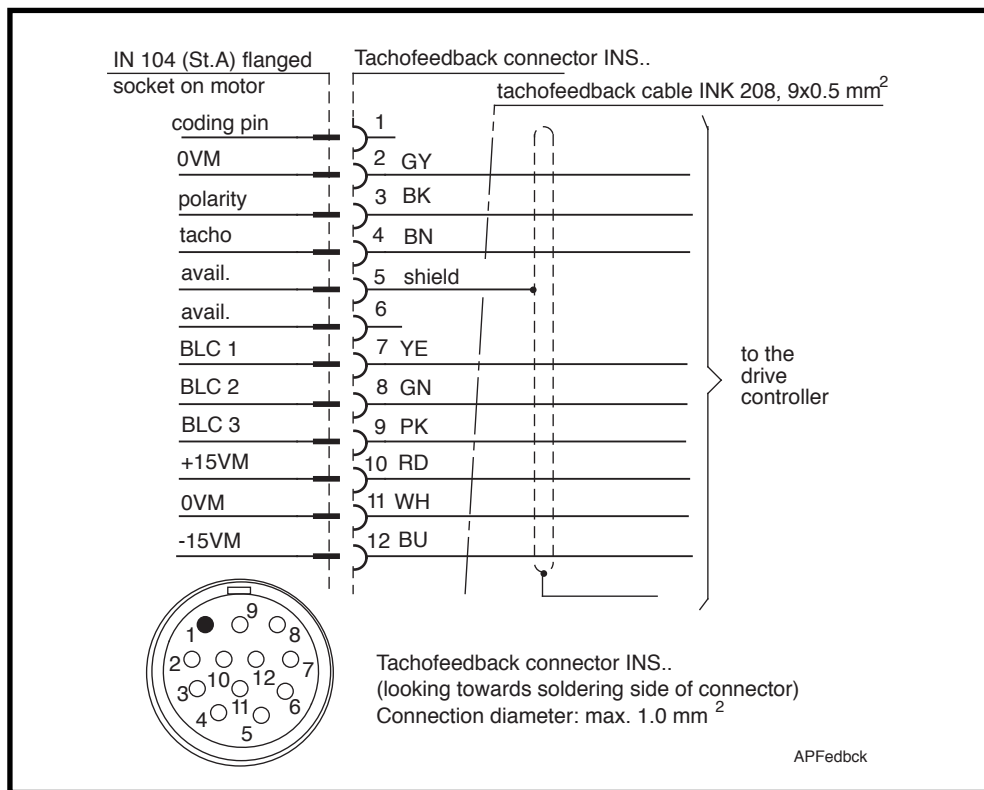 IN 104 (St.A) flanged
socket on motor
Tachofeedback connector INS..
tachofeedback cable INK 208, 9x0.5 mm²
coding pin 1
0VM 2 GY
polarity 3 BK
tacho 4 BN
avail. 5 shield
avail. 6
BLC 1 7 YE
BLC 2 8 GN
BLC 3 9 PK
+15VM 10 RD
0VM 11 WH
-15VM 12 BU
to the
drive
controller
1 9 8
2 10 12 7
3 11 6
4 5
Tachofeedback connector INS..
(looking towards soldering side of connector)
Connection diameter: max. 1.0 mm ²
APFedbck